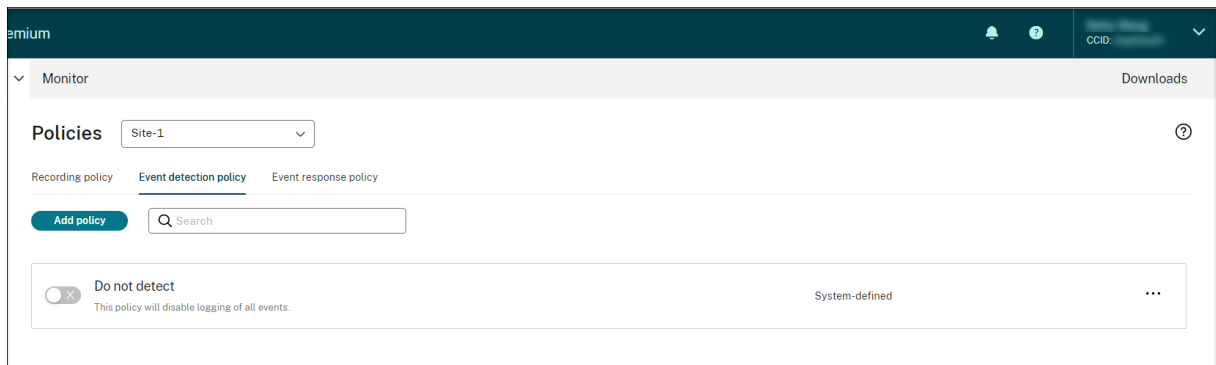 emium
CCID:
Monitor
Downloads
Policies
Site-1
Recording policy
Event detection policy
Event response policy
Add policy
Search
Do not detect
This policy will disable logging of all events.
System-defined